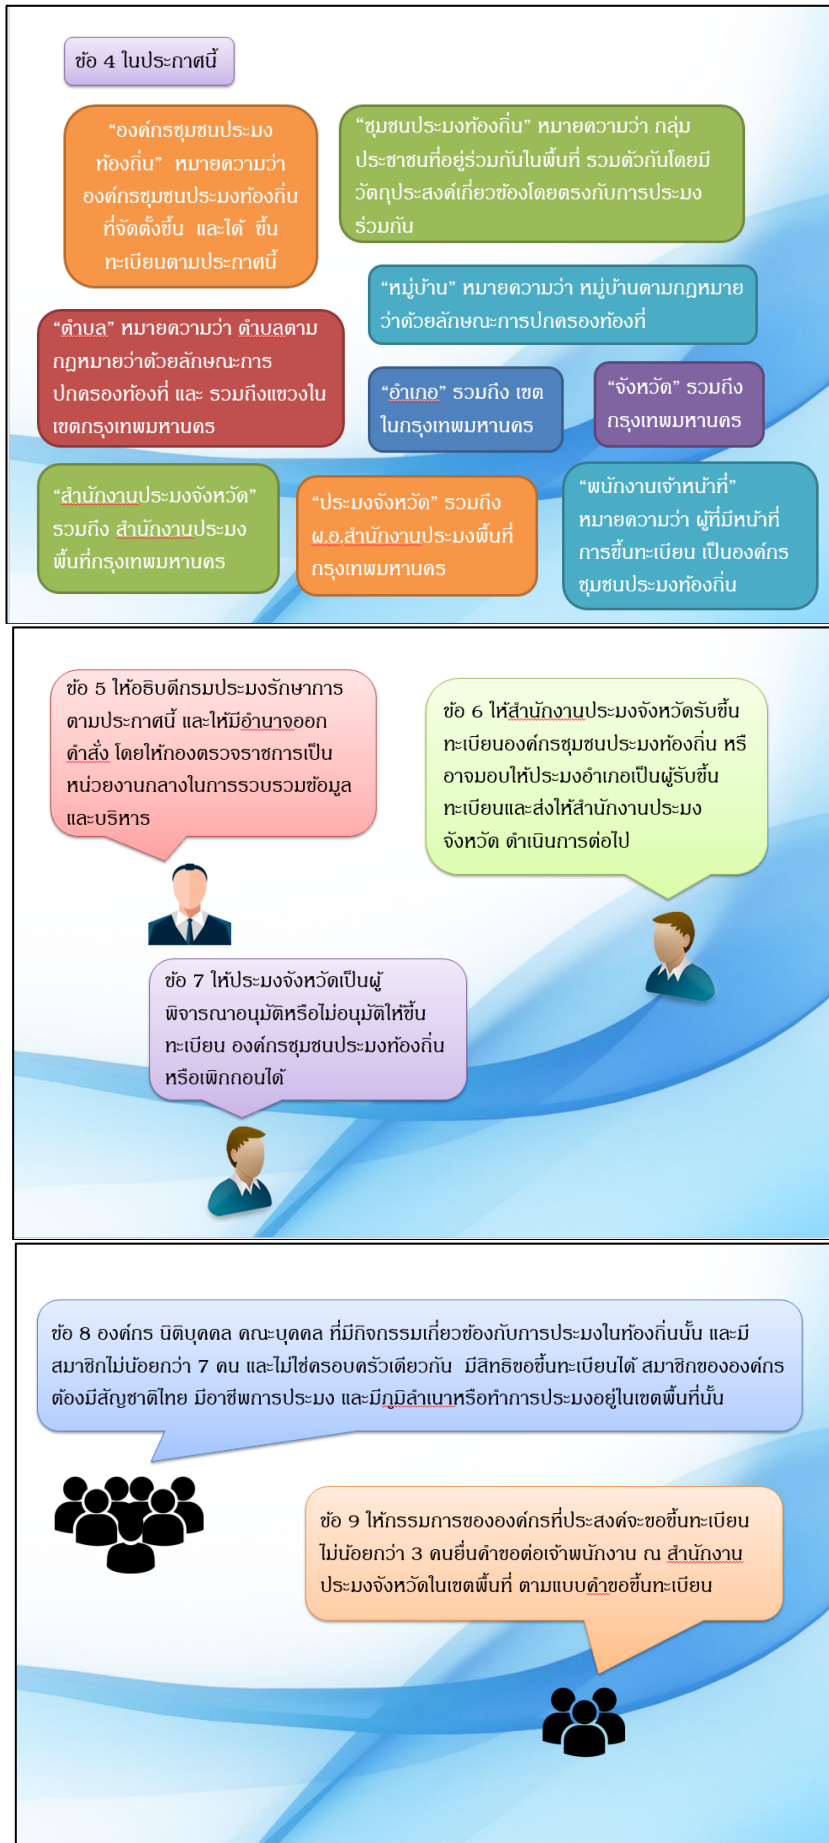 ข้อ 4 ในประกาศนี้
“องค์กรชุมชนประมง
ท้องถิ่น” หมายความว่า
องค์กรชุมชนประมงท้องถิ่น
ที่จัดตั้งขึ้น และได้ ขึ้น
ทะเบียนตามประกาศนี้
“ชุมชนประมงท้องถิ่น” หมายความว่า กลุ่ม
ประชาชนที่อยู่ร่วมกันในพื้นที่ รวมตัวกันโดยมี
วัตถุประสงค์เกี่ยวข้องโดยตรงกับการประมง
ร่วมกัน
“หมู่บ้าน” หมายความว่า หมู่บ้านตามกฎหมาย
ว่าด้วยลักษณะการปกครองท้องที่
“ตำบล” หมายความว่า ตำบลตาม
กฎหมายว่าด้วยลักษณะการ
ปกครองท้องที่ และ รวมถึงแขวงใน
เขตกรุงเทพมหานคร
“อำเภอ” รวมถึง เขต
ในกรุงเทพมหานคร
“จังหวัด” รวมถึง
กรุงเทพมหานคร
“สำนักงานประมงจังหวัด”
รวมถึง สำนักงานประมง
พื้นที่กรุงเทพมหานคร
“ประมงจังหวัด” รวมถึง
ผ.อ.สำนักงานประมงพื้นที่
กรุงเทพมหานคร
“พนักงานเจ้าหน้าที่”
หมายความว่า ผู้ที่มีหน้าที่
การขึ้นทะเบียน เป็นองค์กร
ชุมชนประมงท้องถิ่น
ข้อ 5 ให้อธิบดีกรมประมงรักษาการ
ตามประกาศนี้ และให้มีอำนาจออก
คำสั่ง โดยให้กองตรวจราชการเป็น
หน่วยงานกลางในการรวบรวมข้อมูล
และบริหาร
ข้อ 6 ให้สำนักงานประมงจังหวัดรับขึ้น
ทะเบียนองค์กรชุมชนประมงท้องถิ่น หรื
อาจมอบให้ประมงอำเภอเป็นผู้รับขึ้น
ทะเบียนและส่งให้สำนักงานประมง
จังหวัด ดำเนินการต่อไป
ข้อ 7 ให้ประมงจังหวัดเป็นผู้
พิจารณาอนุมัติหรือไม่อนุมัติให้ขึ้น
ทะเบียน องค์กรชุมชนประมงท้องถิ่น
หรือเพิกถอนได้
ข้อ 8 องค์กร นิติบุคคล คณะบุคคล ที่มีกิจกรรมเกี่ยวข้องกับการประมงในท้องถิ่นนั้น และมี
สมาชิกไม่น้อยกว่า 7 คน และไม่ใช่ครอบครัวเดียวกัน มีสิทธิขอขึ้นทะเบียนได้ สมาชิกขององค์กร
ต้องมีสัญชาติไทย มีอาชีพการประมง และมีภูมิลำเนาหรือทำการประมงอยู่ในเขตพื้นที่นั้น
ข้อ 9 ให้กรรมการขององค์กรที่ประสงค์จะขอขึ้นทะเบียน
ไม่น้อยกว่า 3 คนยื่นคำขอต่อเจ้าพนักงาน ณ สำนักงาน
ประมงจังหวัดในเขตพื้นที่ ตามแบบคำขอขึ้นทะเบียน